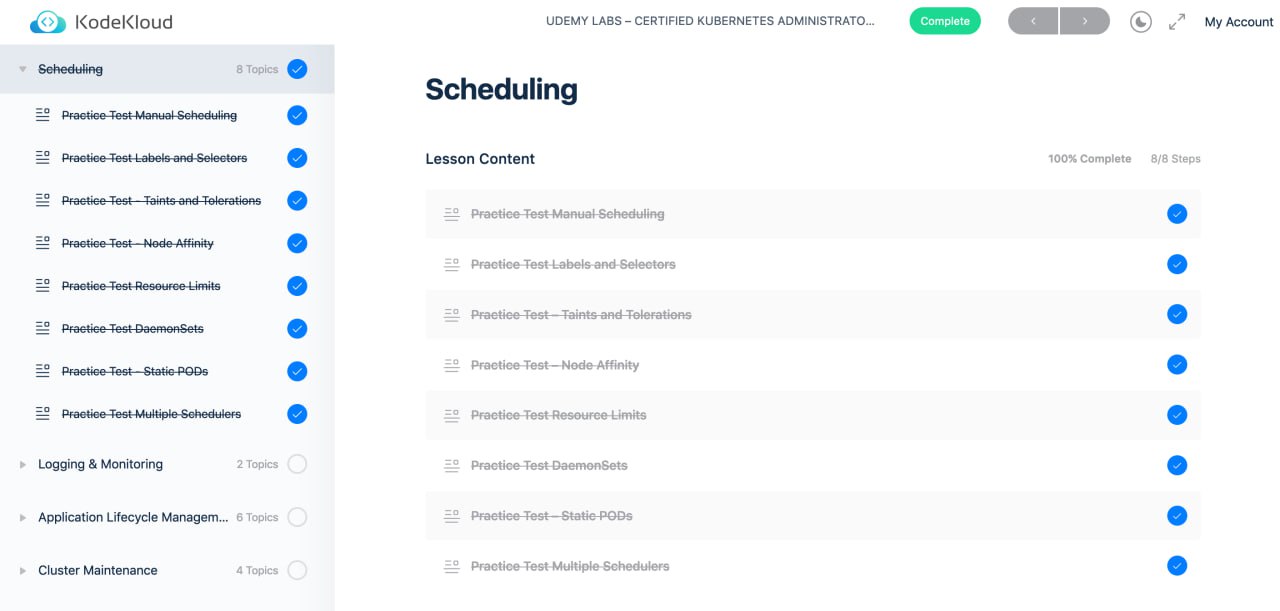 KodeKloud
UDEMY LABS – CERTIFIED KUBERNETES ADMINISTRATO...
Complete
My Account
Scheduling 8 Topics
Practice Test Manual Scheduling
Practice Test Labels and Selectors
Practice Test - Taints and Tolerations
Practice Test - Node Affinity
Practice Test Resource Limits
Practice Test DaemonSets
Practice Test - Static PODs
Practice Test Multiple Schedulers
Logging & Monitoring 2 Topics
Application Lifecycle Managem... 6 Topics
Cluster Maintenance 4 Topics
Scheduling
Lesson Content 100% Complete 8/8 Steps
Practice Test Manual Scheduling
Practice Test Labels and Selectors
Practice Test – Taints and Tolerations
Practice Test – Node Affinity
Practice Test Resource Limits
Practice Test DaemonSets
Practice Test – Static PODs
Practice Test Multiple Schedulers